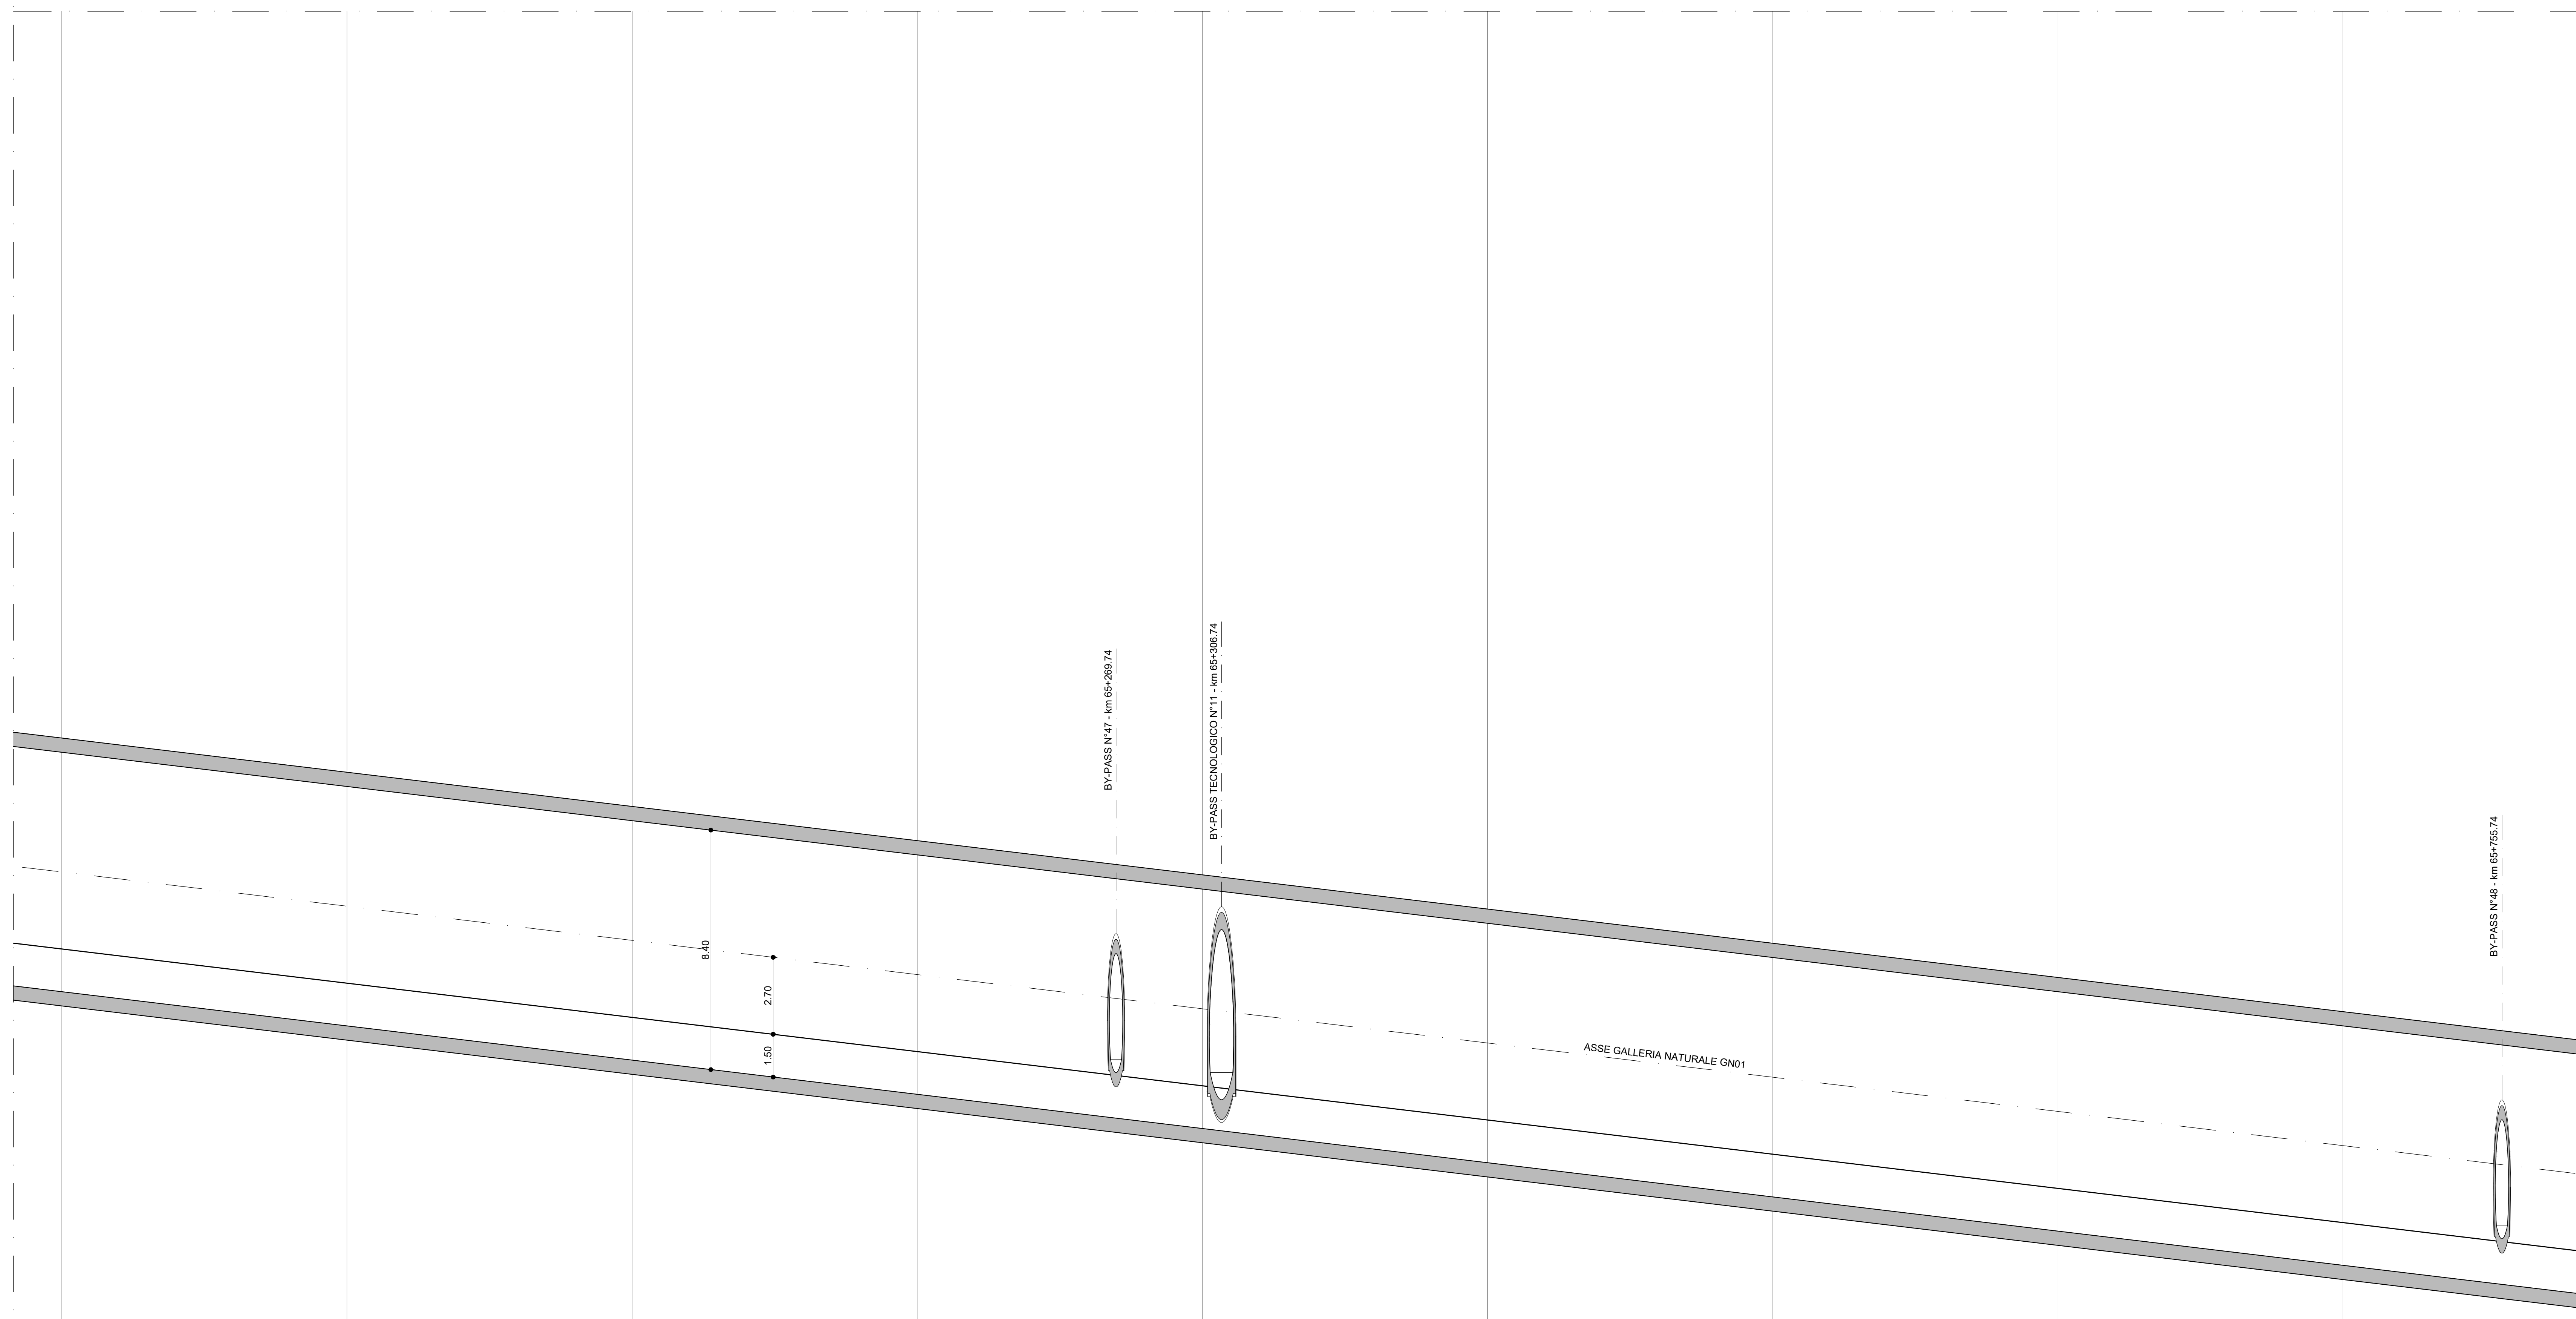 BY-PASS N°47 - km 65+269.74
BY-PASS TECNOLOGICO N°11 - km 65+306.74
BY-PASS N°48 - km 65+755.74
8.40
2.70
1.50
ASSE GALLERIA NATURALE GN01